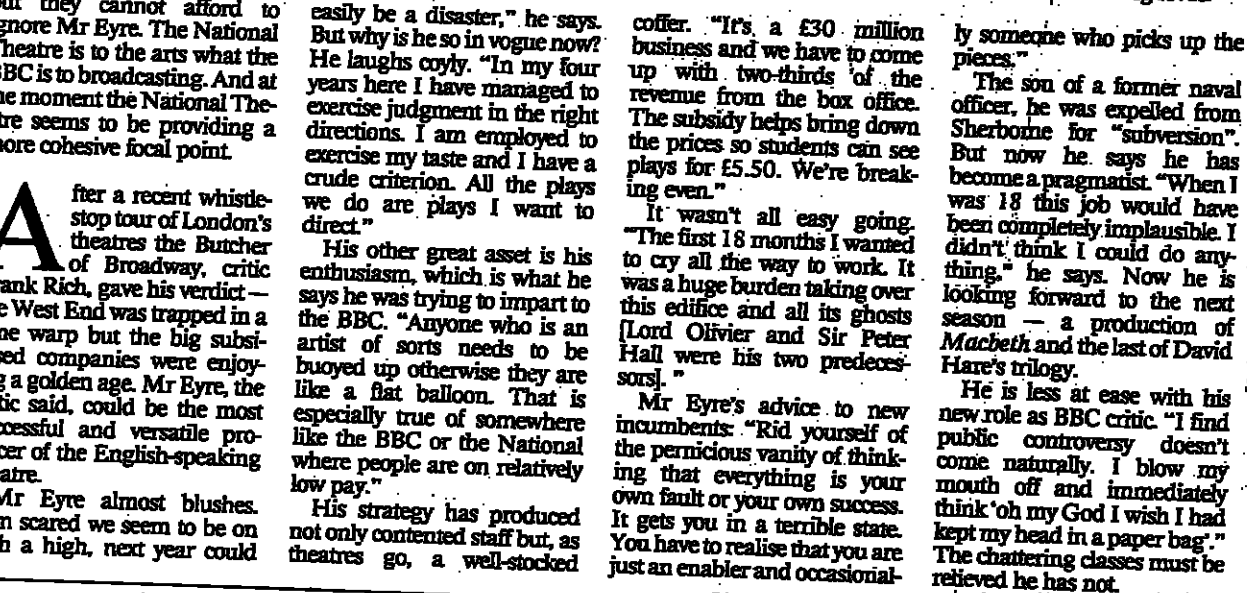 they cannot afford to
gnore Mr Eyre. The National
heatre is to the arts what the
BBC is to broadcasting. And at
he moment the National The-
tre seems to be providing a
nore cohesive focal point.
After a recent whistle-
stop tour of London's
theatres the Butcher
of Broadway, critic
rank Rich, gave his verdict —
e West End was trapped in a
me warp but the big subsi-
sed companies were enjoy-
g a golden age. Mr Eyre, the
tic said, could be the most
ccessful and versatile pro-
cer of the English-speaking
atre.
Mr Eyre almost blushes.
m scared we seem to be on
h a high, next year could
easily be a disaster," he says.
But why is he so in vogue now?
He laughs coyly. "In my four
years here I have managed to
exercise judgment in the right
directions. I am employed to
exercise my taste and I have a
crude criterion. All the plays
we do are plays I want to
direct."
His other great asset is his
enthusiasm, which is what he
says he was trying to impart to
the BBC. "Anyone who is an
artist of sorts needs to be
buoyed up otherwise they are
like a flat balloon. That is
especially true of somewhere
like the BBC or the National
where people are on relatively
low pay."
His strategy has produced
not only contented staff but, as
theatres go, a well-stocked
coffer. "It's a £30 million
business and we have to come
up with two-thirds of the
revenue from the box office.
The subsidy helps bring down
the prices so students can see
plays for £5.50. We're break-
ing even."
It wasn't all easy going.
"The first 18 months I wanted
to cry all the way to work. It
was a huge burden taking over
this edifice and all its ghosts
[Lord Olivier and Sir Peter
Hall were his two predeces-
sors]."
Mr Eyre's advice to new
incumbents: "Rid yourself of
the pernicious vanity of think-
ing that everything is your
own fault or your own success.
It gets you in a terrible state.
You have to realise that you are
just an enabler and occasional-
ly someone who picks up the
pieces."
The son of a former naval
officer, he was expelled from
Sherborne for "subversion".
But now he says he has
become a pragmatist. "When I
was 18 this job would have
been completely implausible. I
didn't think I could do any-
thing," he says. Now he is
looking forward to the next
season — a production of
Macbeth and the last of David
Hare's trilogy.
He is less at ease with his
new role as BBC critic. "I find
public controversy doesn't
come naturally. I blow my
mouth off and immediately
think 'oh my God I wish I had
kept my head in a paper bag'."
The chattering classes must be
relieved he has not.